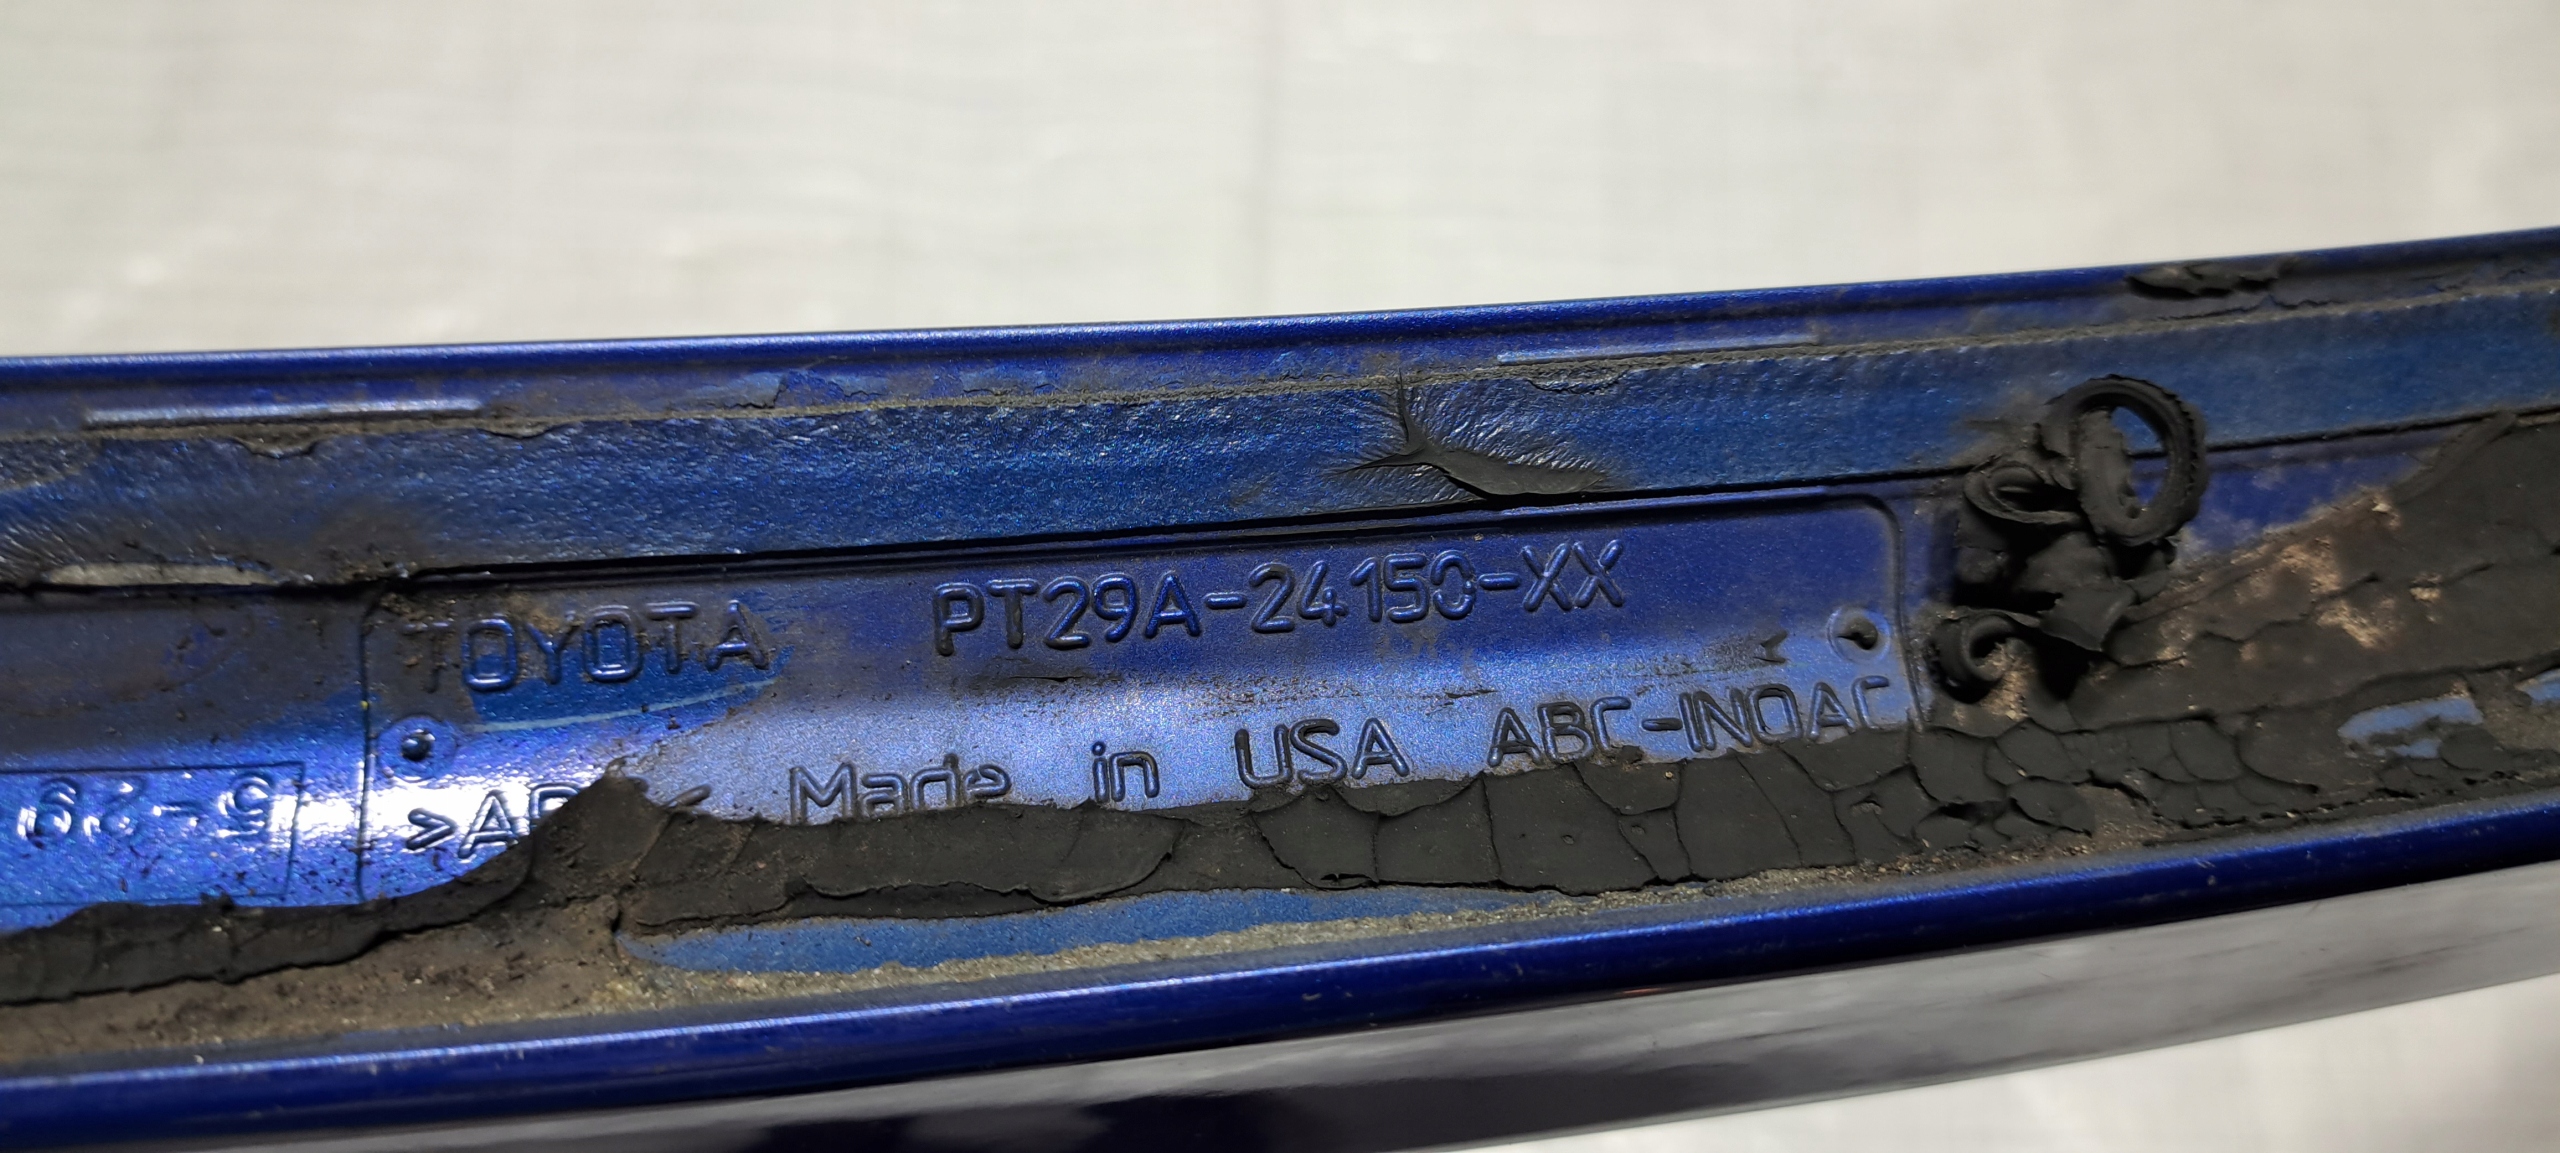 TOYOTA PT29A-24150-XX
Made in USA ABC-INOAC